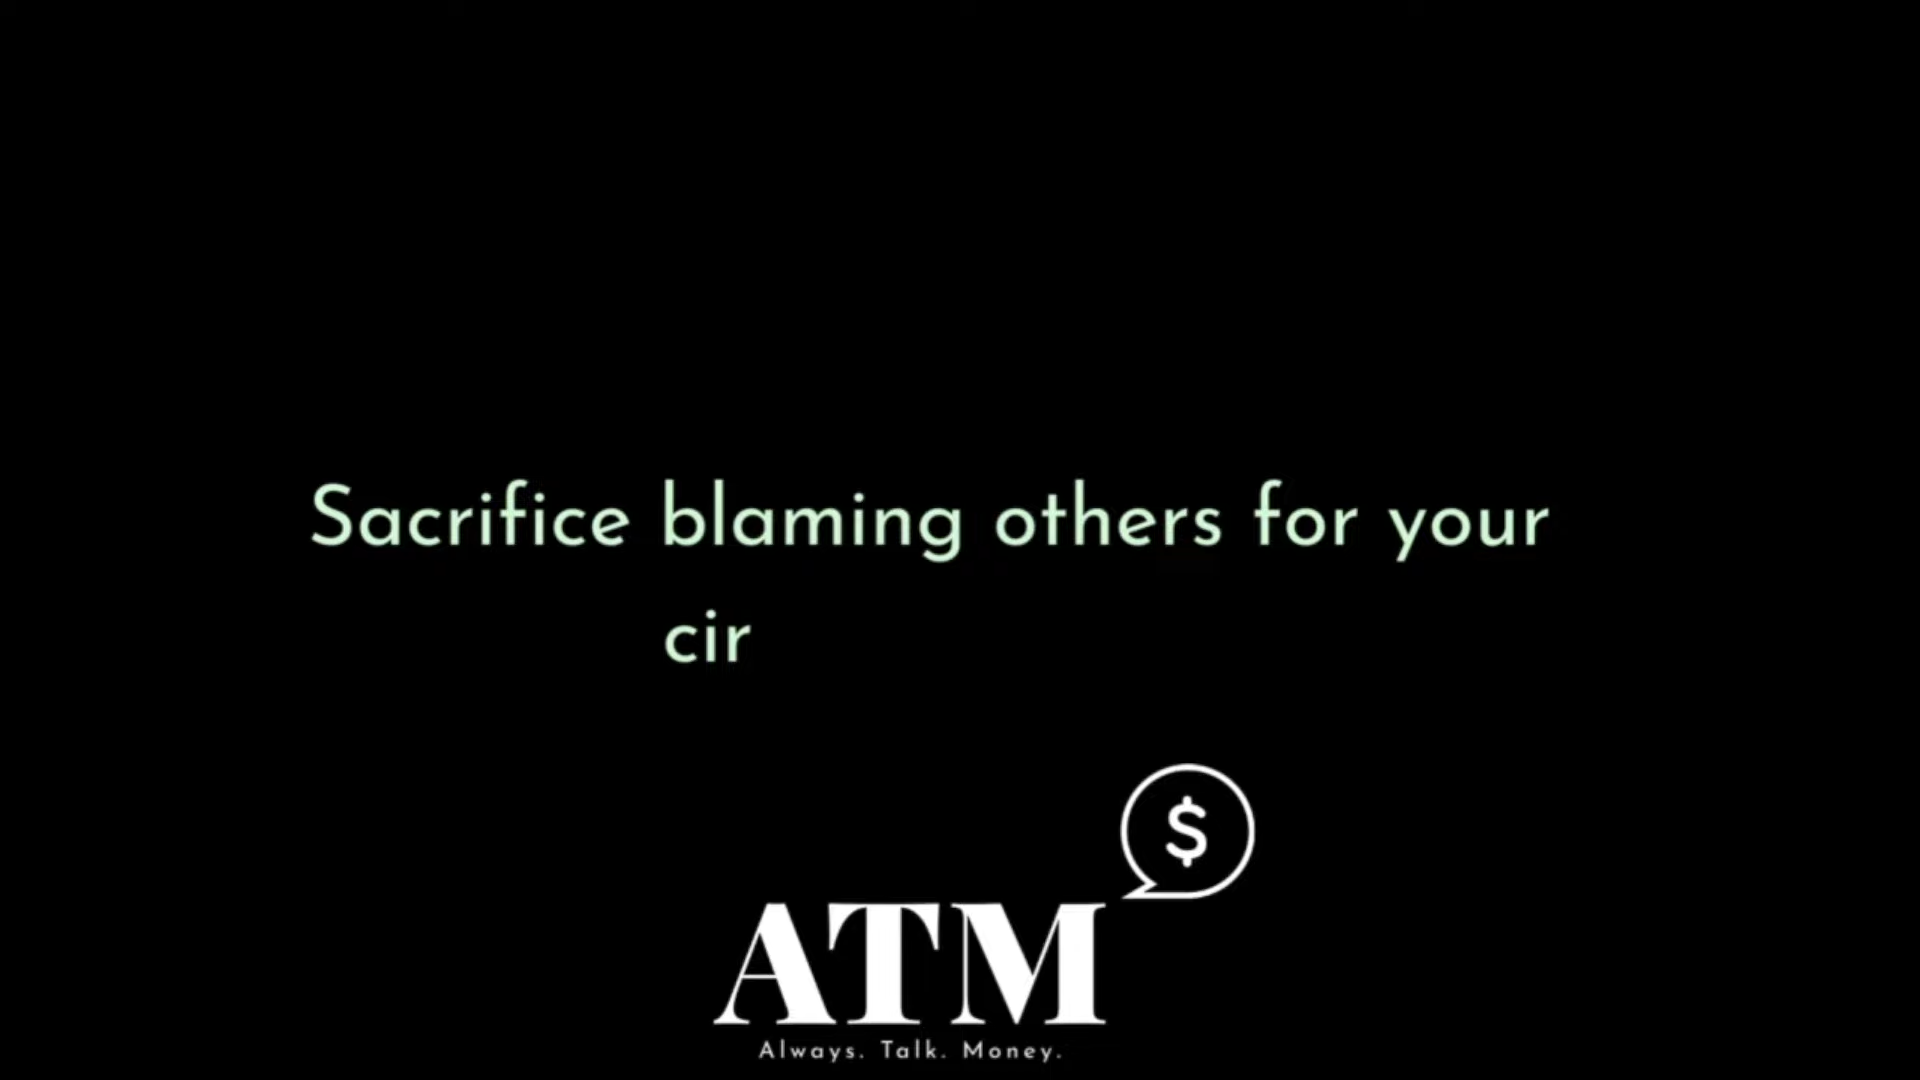 Sacrifice blaming others for your
cir
$
ATM
Always. Talk. Money.